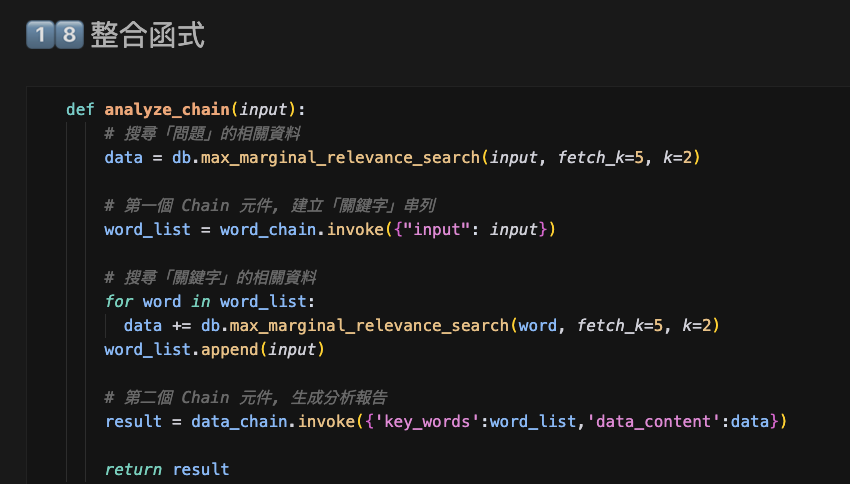 18 整合函式
def analyze_chain(input):
# 搜尋「問題」的相關資料
data = db.max_marginal_relevance_search(input, fetch_k=5, k=2)
# 第一個 Chain 元件, 建立「關鍵字」串列
word_list = word_chain.invoke({"input": input})
# 搜尋「關鍵字」的相關資料
for word in word_list:
data += db.max_marginal_relevance_search(word, fetch_k=5, k=2)
word_list.append(input)
# 第二個 Chain 元件, 生成分析報告
result = data_chain.invoke({'key_words':word_list,'data_content':data})
return result